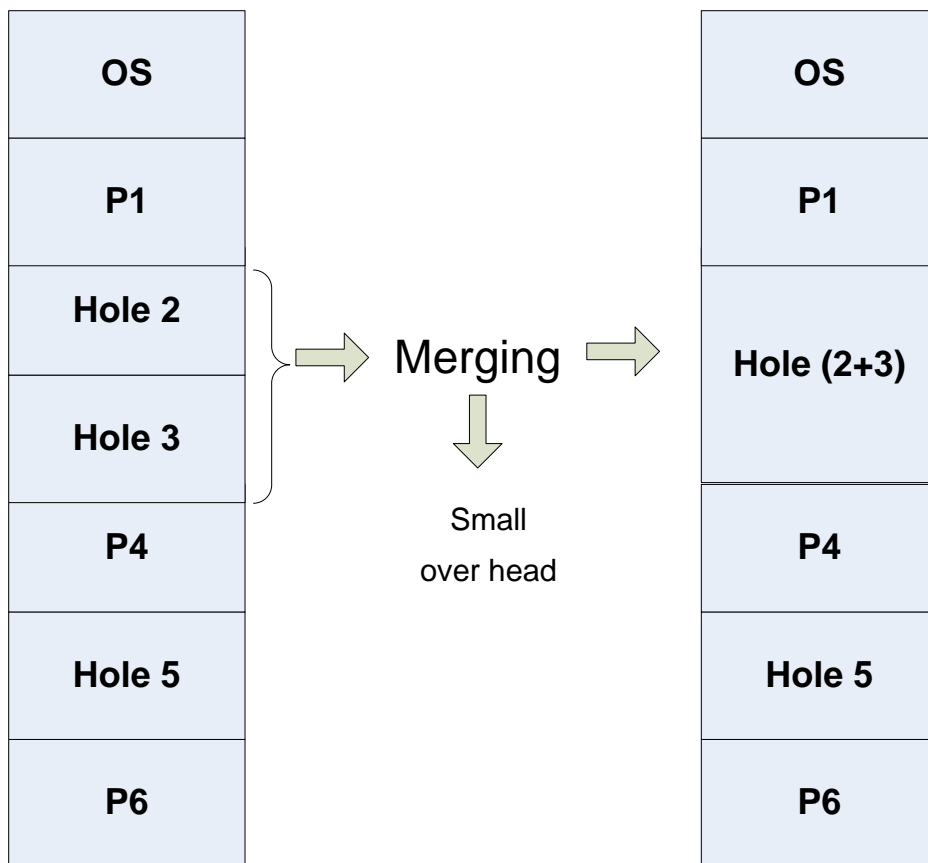 OS
P1
Hole 2
Hole 3
P4
Hole 5
P6
Merging
Small
over head
OS
P1
Hole (2+3)
P4
Hole 5
P6